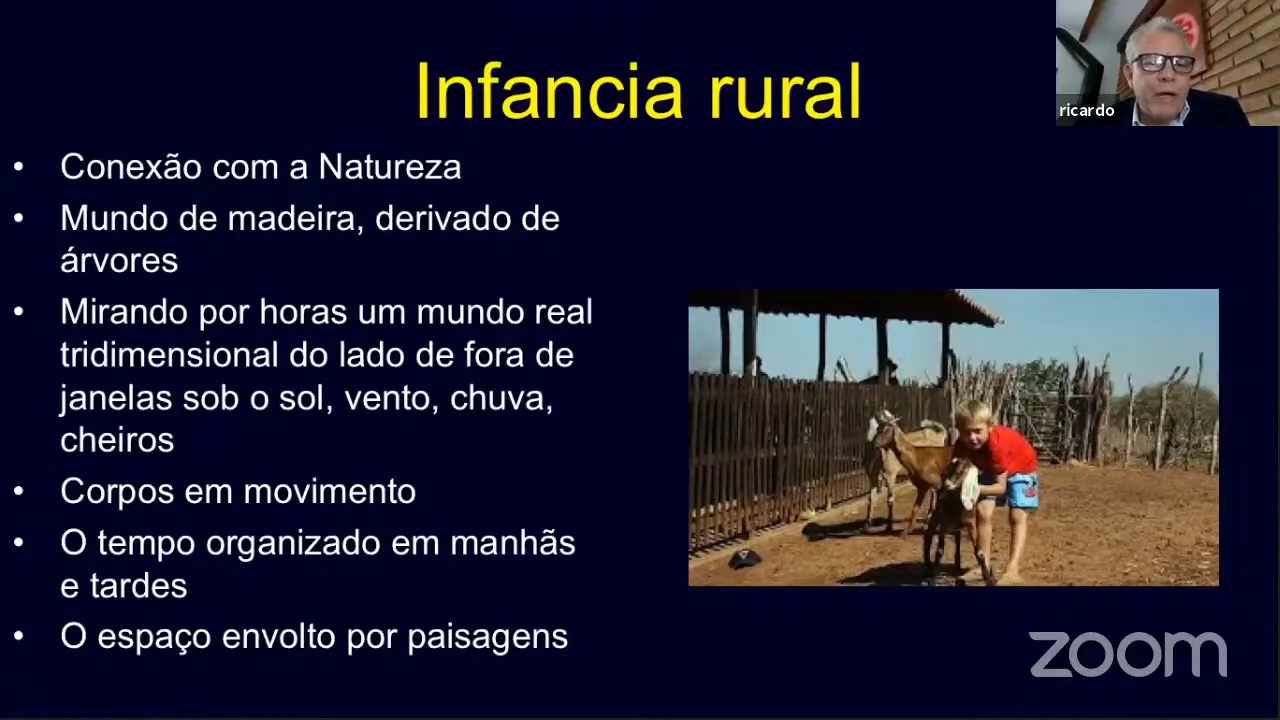 Infancia rural
ricardo
• Conexão com a Natureza
• Mundo de madeira, derivado de
árvores
• Mirando por horas um mundo real
tridimensional do lado de fora de
janelas sob o sol, vento, chuva,
cheiros
• Corpos em movimento
• O tempo organizado em manhãs
e tardes
• O espaço envolto por paisagens
zoom